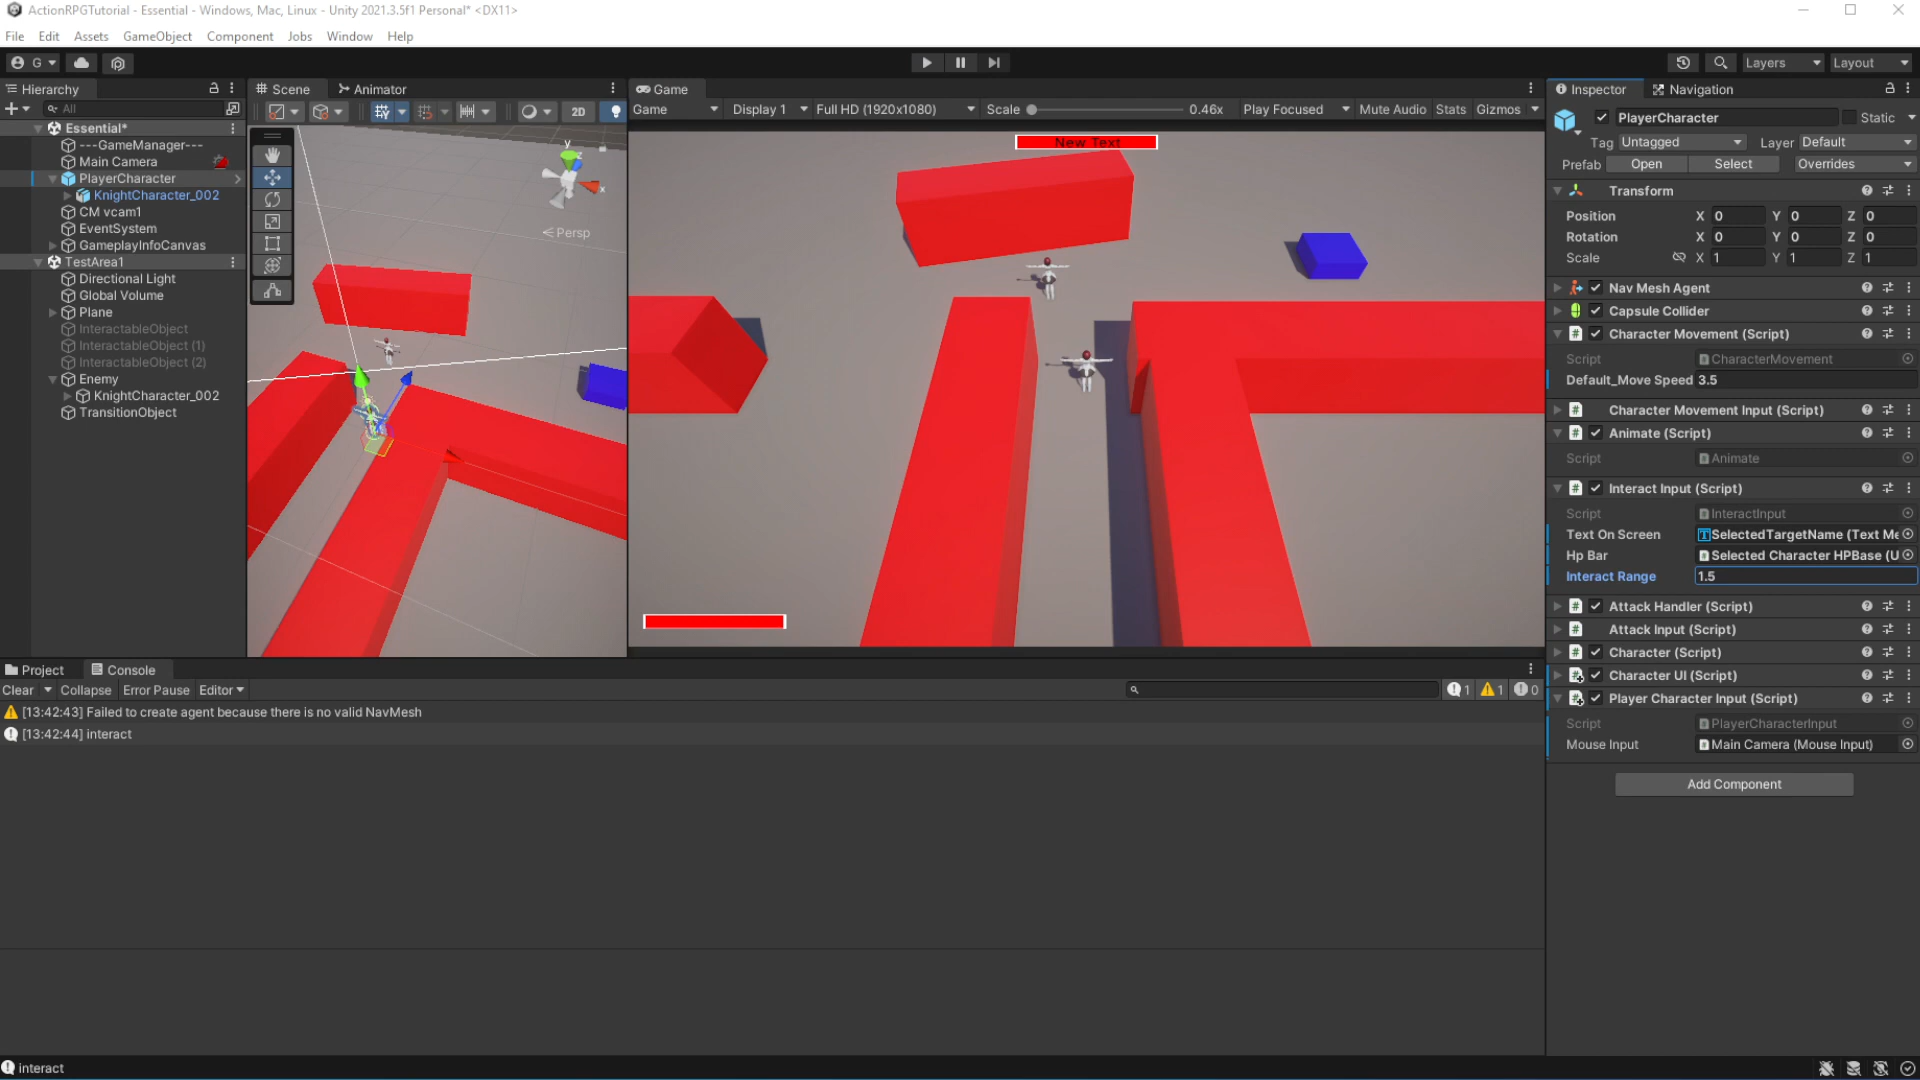 ActionRPGTutorial - Essential - Windows, Mac, Linux - Unity 2021.3.5f1 Personal* <DX11>
File Edit Assets GameObject Component Jobs Window Help
G Layers Layout
Hierarchy
All
Essential*
---GameManager---
Main Camera
PlayerCharacter
KnightCharacter_002
CM vcam1
EventSystem
GameplayInfoCanvas
TestArea1
Directional Light
Global Volume
Plane
InteractableObject
InteractableObject (1)
InteractableObject (2)
Enemy
KnightCharacter_002
TransitionObject
Scene Animator
2D
y
z
x
Persp
Game
Game Display 1 Full HD (1920x1080) Scale 0.46x Play Focused Mute Audio Stats Gizmos
New Text
Inspector Navigation
PlayerCharacter Static
Tag Untagged Layer Default
Prefab Open Select Overrides
Transform
Position X 0 Y 0 Z 0
Rotation X 0 Y 0 Z 0
Scale X 1 Y 1 Z 1
Nav Mesh Agent
Capsule Collider
Character Movement (Script)
Script CharacterMovement
Default_Move Speed 3.5
Character Movement Input (Script)
Animate (Script)
Script Animate
Interact Input (Script)
Script InteractInput
Text On Screen SelectedTargetName (Text Me
Hp Bar Selected Character HPBase (U
Interact Range 1.5
Attack Handler (Script)
Attack Input (Script)
Character (Script)
Character UI (Script)
Player Character Input (Script)
Script PlayerCharacterInput
Mouse Input Main Camera (Mouse Input)
Add Component
Project Console
Clear Collapse Error Pause Editor 1 1 0
[13:42:43] Failed to create agent because there is no valid NavMesh
[13:42:44] interact
interact